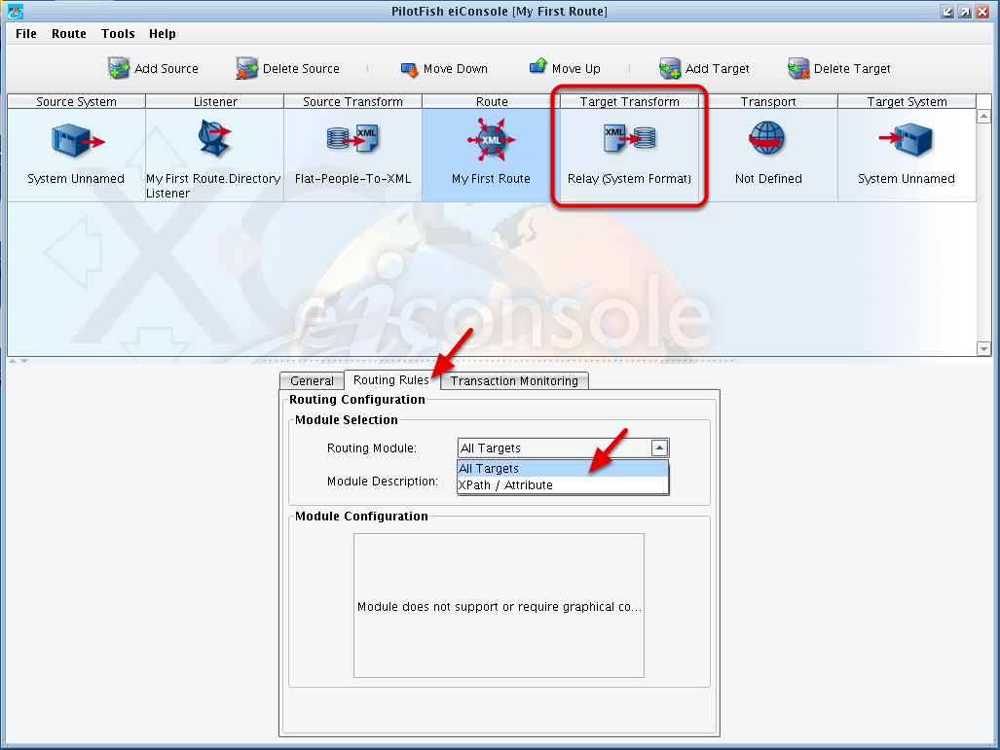 PilotFish eiConsole [My First Route]
File Route Tools Help
Add Source Delete Source Move Down Move Up Add Target Delete Target
Source System Listener Source Transform Route Target Transform Transport Target System
XML XML XML
System Unnamed My First Route.Directory Listener Flat-People-To-XML My First Route Relay (System Format) Not Defined System Unnamed
XC
eiconsole
General Routing Rules Transaction Monitoring
Routing Configuration
Module Selection
Routing Module: All Targets
All Targets
Module Description: XPath / Attribute
Module Configuration
Module does not support or require graphical co...